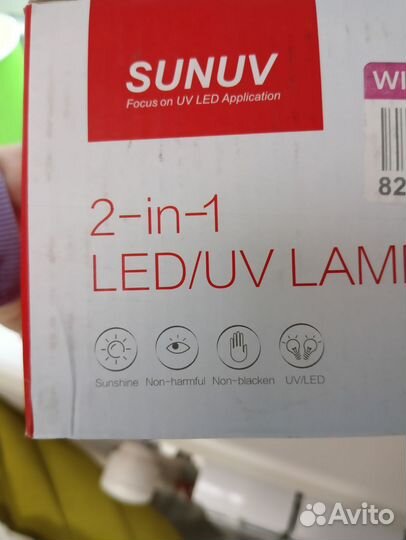 SUNUV
Focus on UV LED Application
WI
82
2-in-1
LED/UV LAM
Sunshine Non-harmful Non-blacken UV/LED
Avito